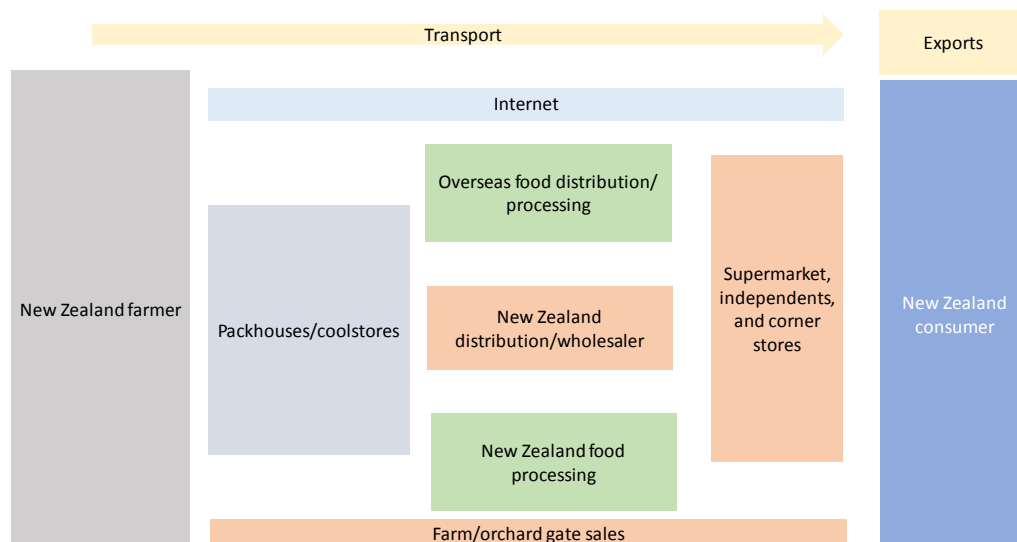 Transport
Exports
Internet
Overseas food distribution/
processing
New Zealand farmer
Packhouses/coolstores
New Zealand
distribution/wholesaler
Supermarket,
independents,
and corner
stores
New Zealand
consumer
New Zealand food
processing
Farm/orchard gate sales